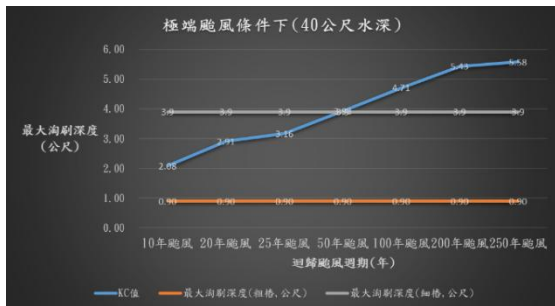 極端颱風條件下(40公尺水深)
6.00
5.00
4.00
3.00
2.00
1.00
0.00
最大淘刷深度
(公尺)
2.08 2.91 3.16 4.71 5.43 5.58
3.9 3.9 3.9 3.9 3.9 3.9
0.90 0.90 0.90 0.90 0.90 0.90 0.90
10年颱風 20年颱風 25年颱風 50年颱風 100年颱風 200年颱風 250年颱風
迴歸颱風週期(年)
KC值 最大淘刷深度(粗樁,公尺) 最大淘刷深度(細樁,公尺)